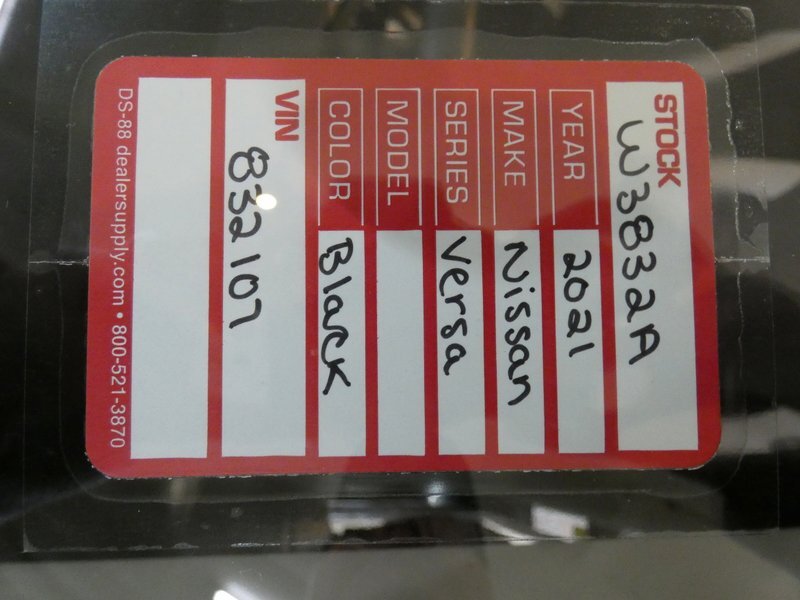 STOCK
W3832A
YEAR 2021
MAKE Nissan
SERIES Versa
MODEL
COLOR Black
VIN
832107
DS-88 dealersupply.com • 800-521-3870